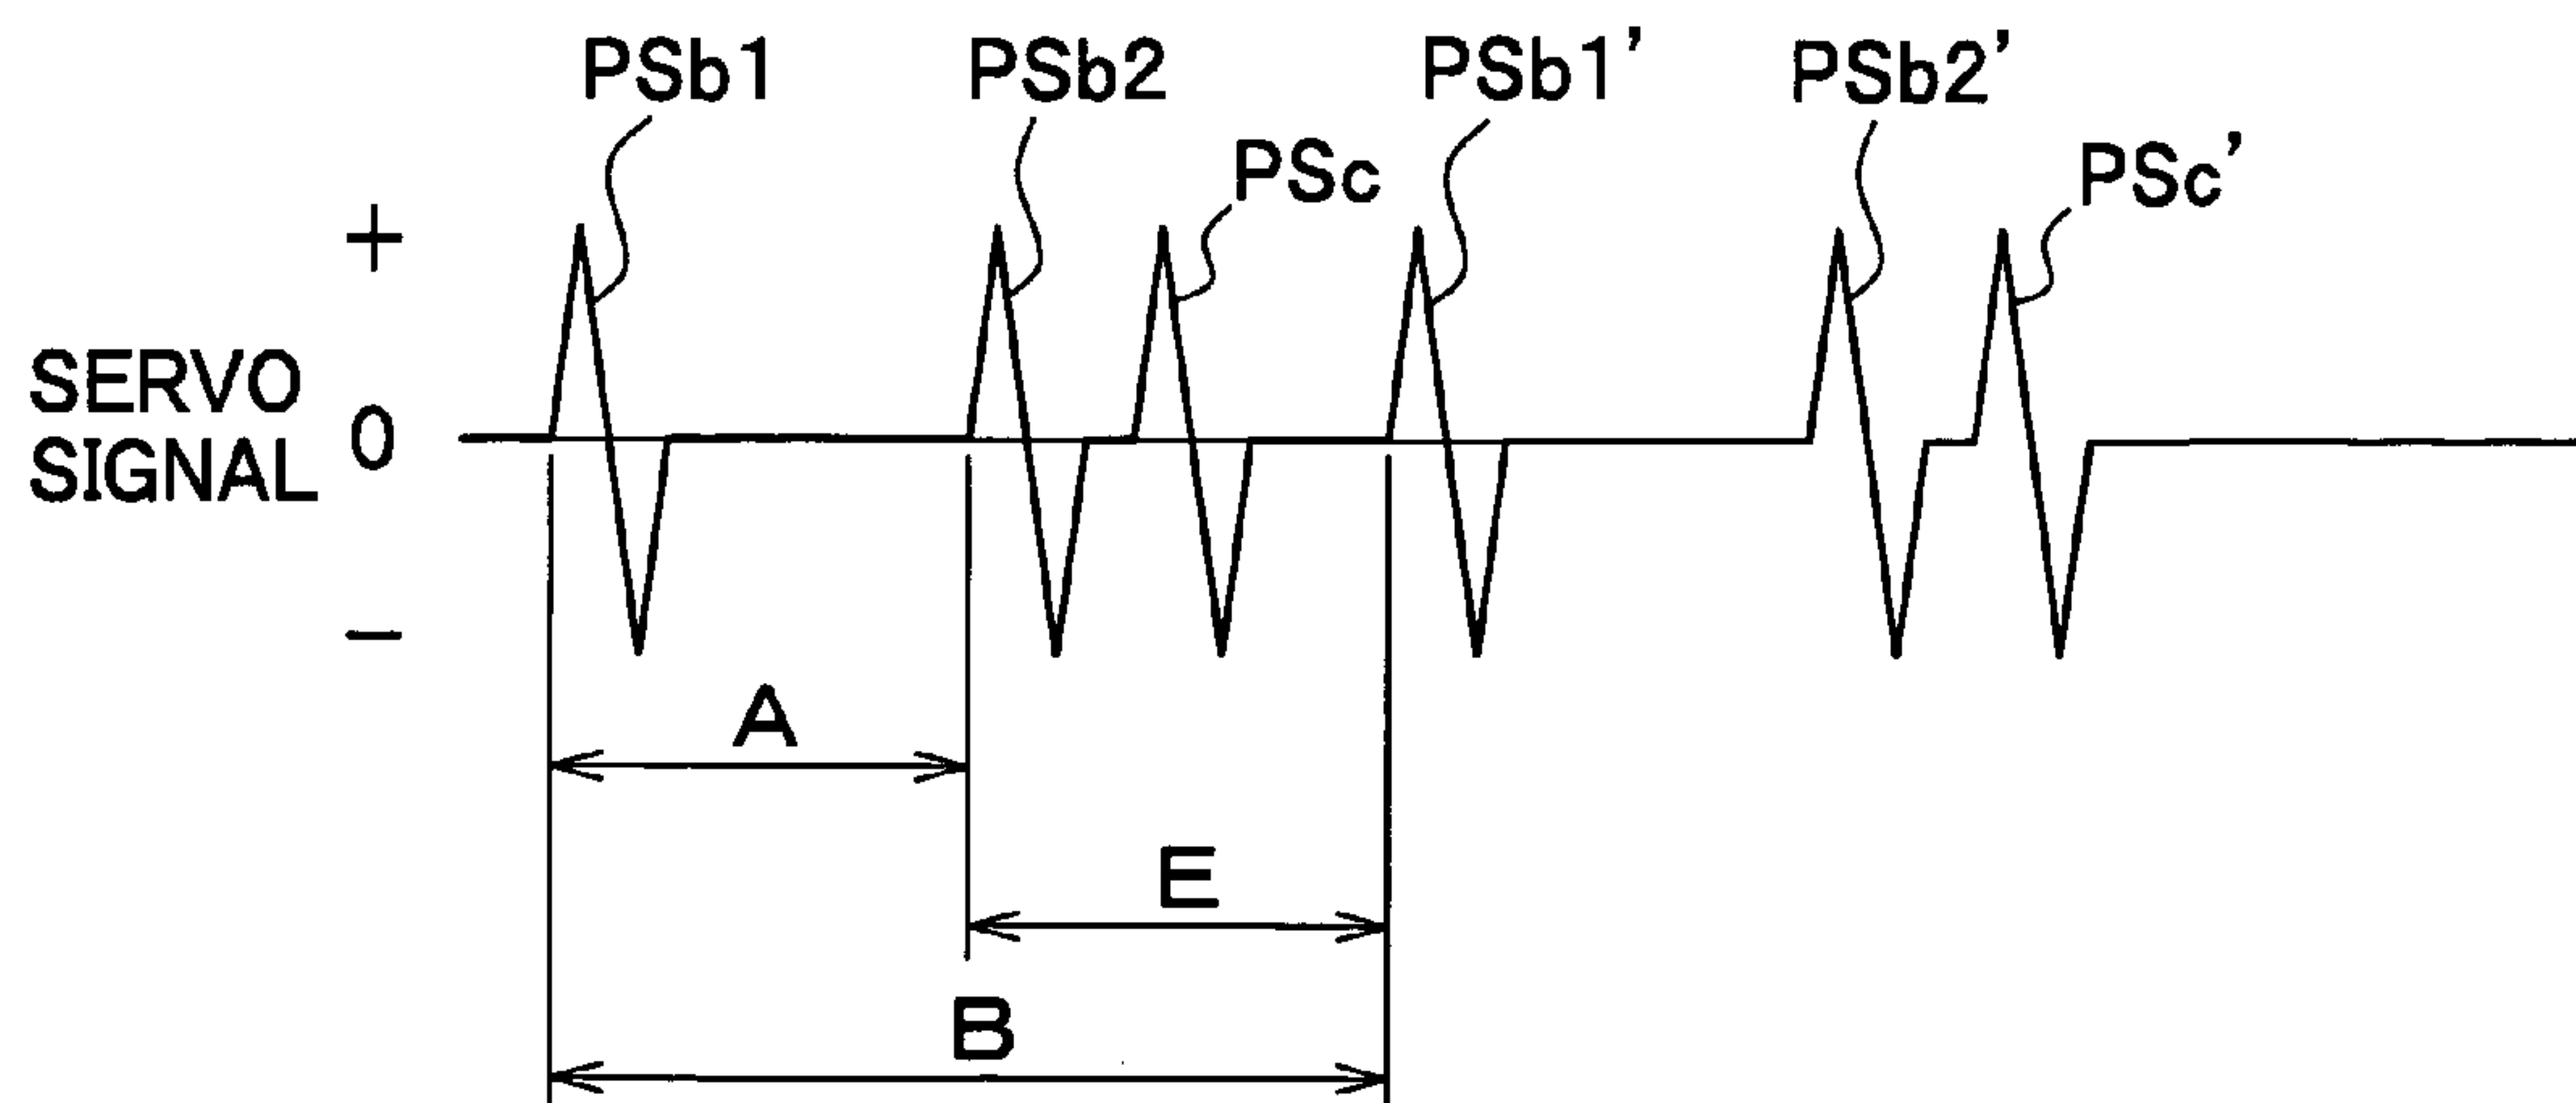 PSb1
PSb2
PSb1'
PSb2'
PSc
PSc'
+
SERVO
SIGNAL
0
−
A
E
B